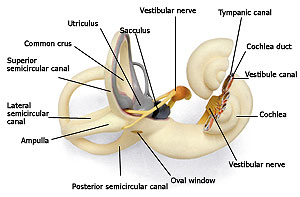 Vestibular nerve
Tympanic canal
Utriculus
Sacculus
Common crus
Cochlea duct
Superior
semicircular canal
Vestibule canal
Lateral
semicircular
canal
Cochlea
Ampulla
Vestibular nerve
Oval window
Posterior semicircular canal